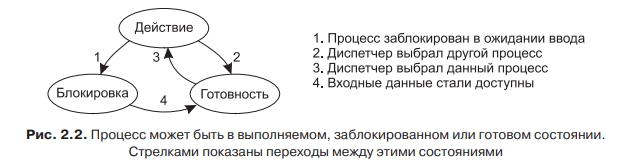 Действие
1
3
2
Блокировка
4
Готовность
1. Процесс заблокирован в ожидании ввода
2. Диспетчер выбрал другой процесс
3. Диспетчер выбрал данный процесс
4. Входные данные стали доступны
Рис. 2.2. Процесс может быть в выполняемом, заблокированном или готовом состоянии.
Стрелками показаны переходы между этими состояниями